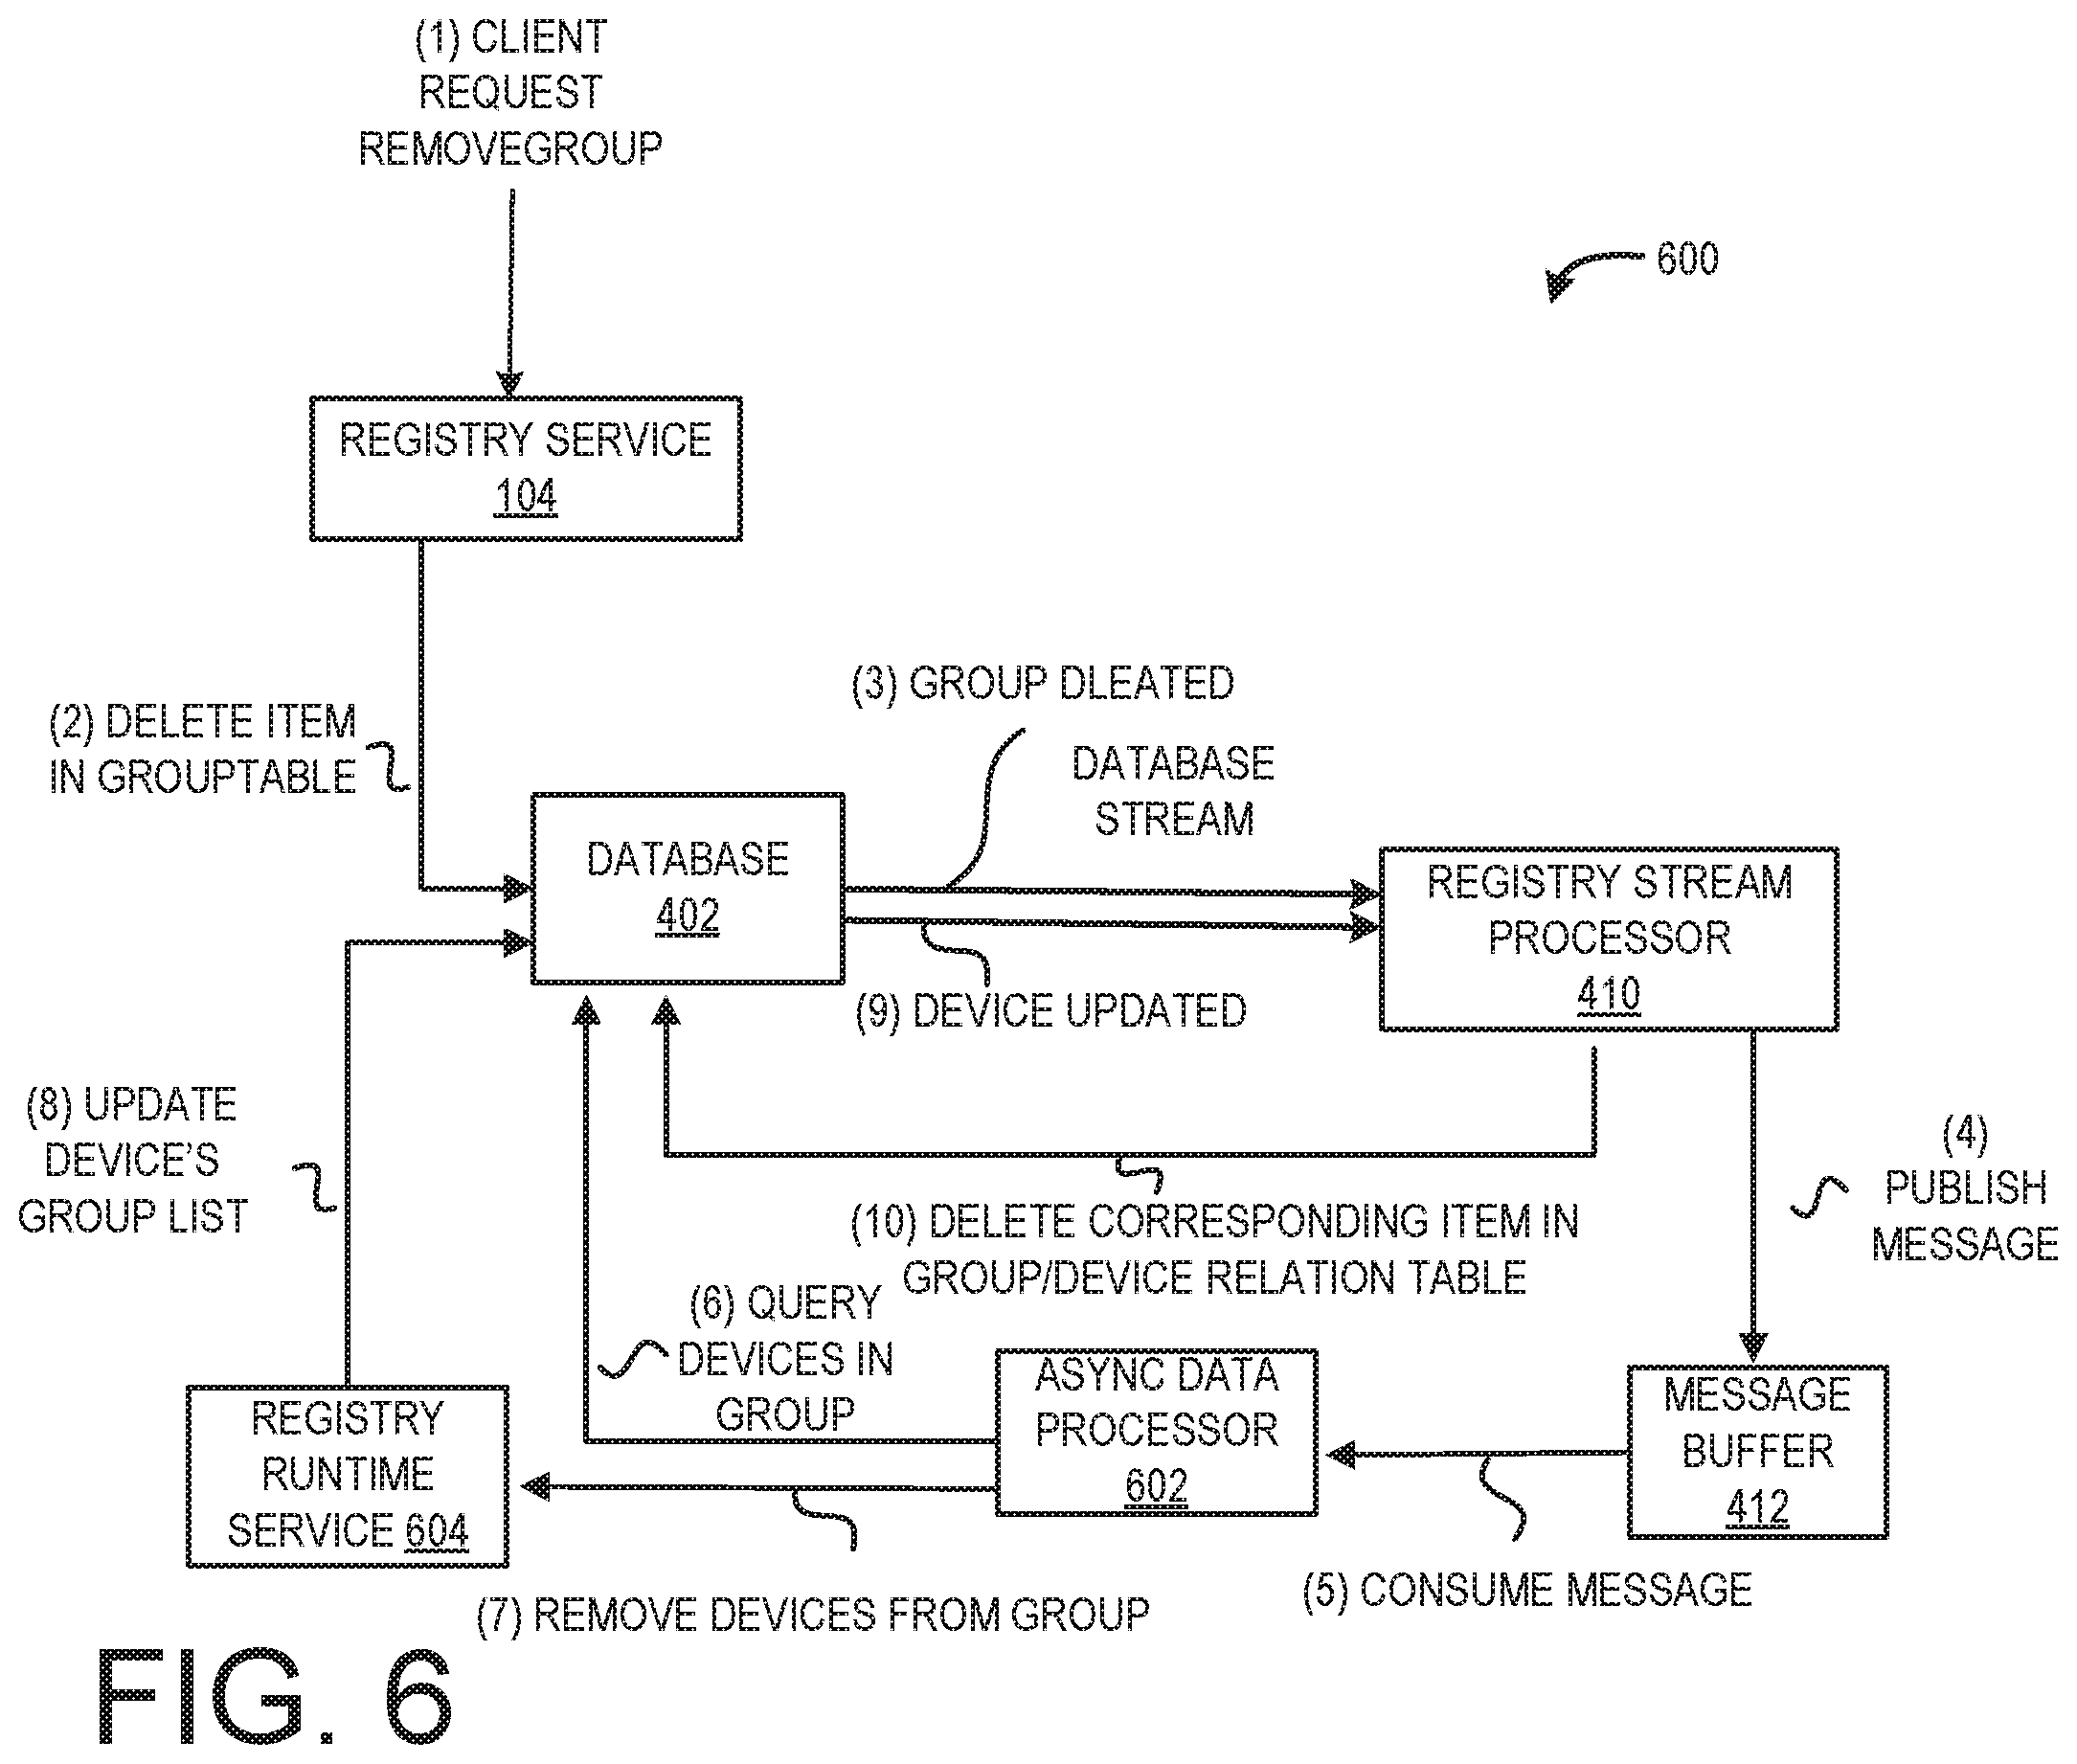 (1) CLIENT
REQUEST
REMOVEGROUP
600
REGISTRY SERVICE
104
(2) DELETE ITEM
IN GROUPTABLE
(3) GROUP DLEATED
DATABASE
STREAM
DATABASE
402
REGISTRY STREAM
PROCESSOR
410
(9) DEVICE UPDATED
(8) UPDATE
DEVICE'S
GROUP LIST
(4)
PUBLISH
MESSAGE
(10) DELETE CORRESPONDING ITEM IN
GROUP/DEVICE RELATION TABLE
(6) QUERY
DEVICES IN
GROUP
ASYNC DATA
PROCESSOR
602
MESSAGE
BUFFER
412
REGISTRY
RUNTIME
SERVICE 604
(5) CONSUME MESSAGE
(7) REMOVE DEVICES FROM GROUP
FIG. 6